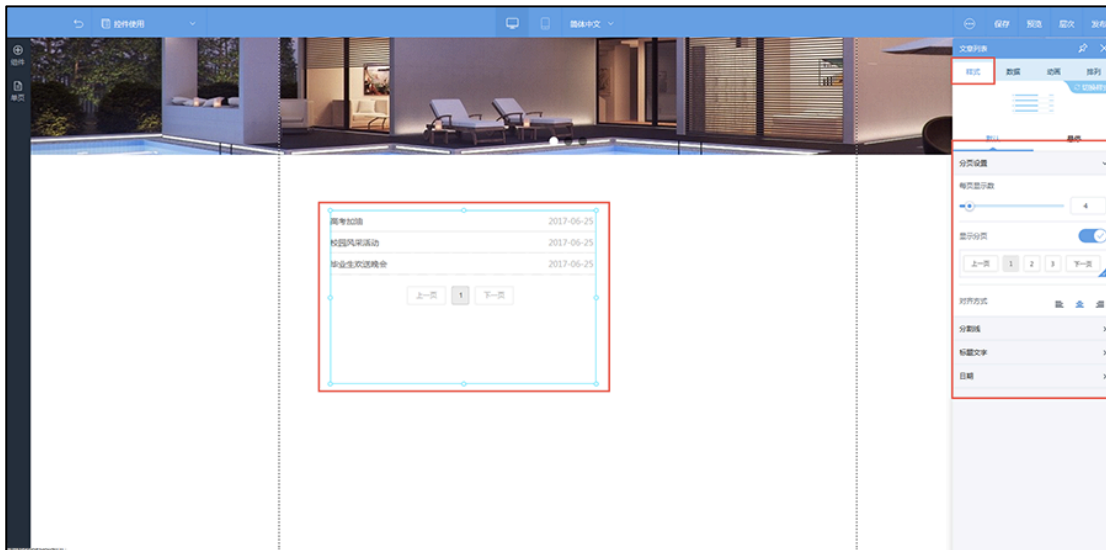 控件使用
简体中文
保存 预览 层次 发布
组件
单页
文章列表
样式 数据 动画 排列
切换样式
默认 悬停
分页设置
每页显示数
4
显示分页
上一页 1 2 3 下一页
对齐方式
分割线
标题文字
日期
高考加油 2017-06-25
校园风采活动 2017-06-25
毕业生欢送晚会 2017-06-25
上一页 1 下一页